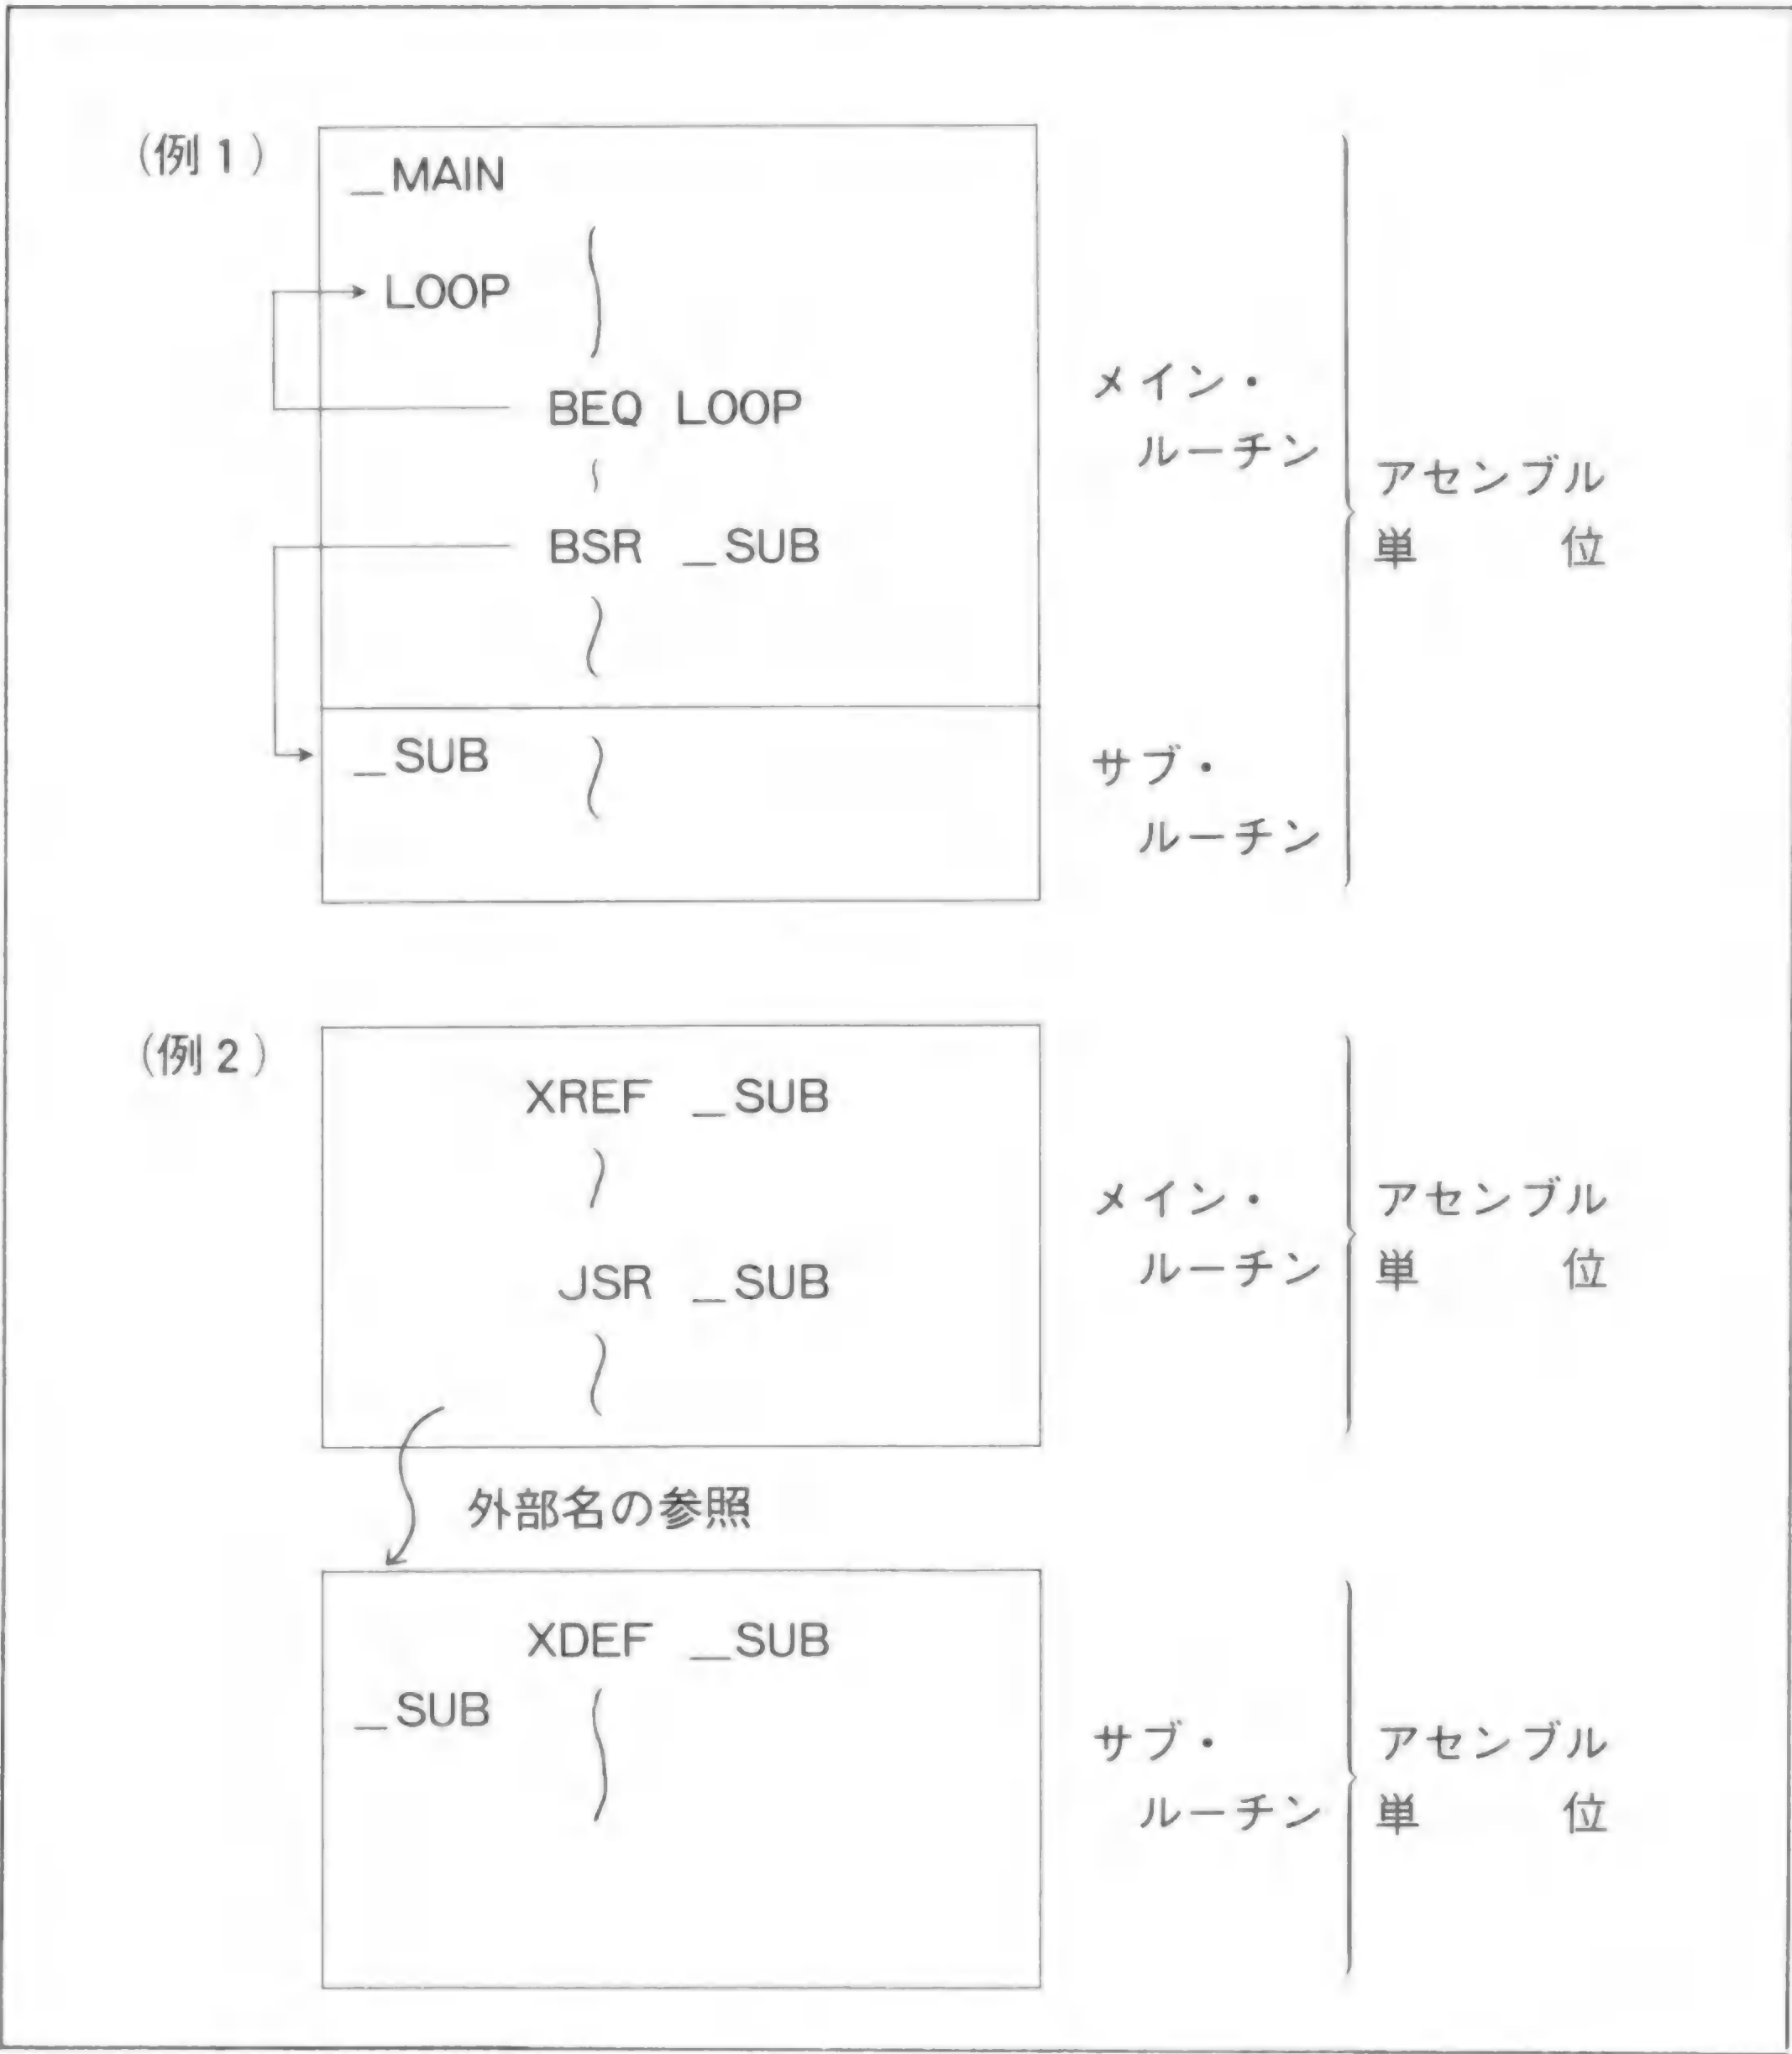 (例1)
_MAIN
LOOP
BEQ LOOP
BSR _SUB
メイン・
ルーチン
アセンブル
単 位
_SUB
サブ・
ルーチン
(例2)
XREF _SUB
JSR _SUB
メイン・
ルーチン
アセンブル
単 位
外部名の参照
XDEF _SUB
_SUB
サブ・
ルーチン
アセンブル
単 位